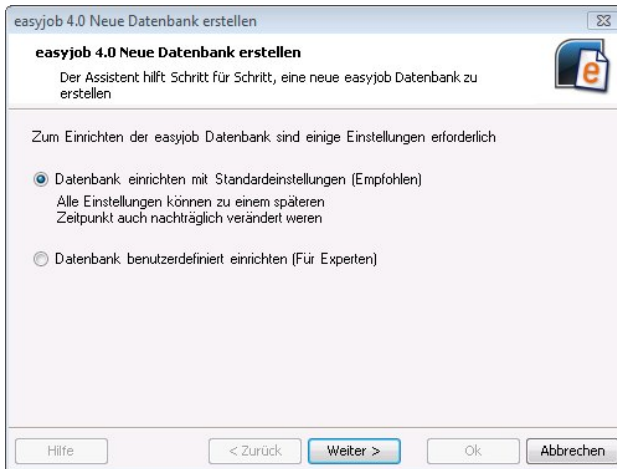 easyjob 4.0 Neue Datenbank erstellen
easyjob 4.0 Neue Datenbank erstellen
Der Assistent hilft Schritt für Schritt, eine neue easyjob Datenbank zu
erstellen
e
Zum Einrichten der easyjob Datenbank sind einige Einstellungen erforderlich
Datenbank einrichten mit Standardeinstellungen (Empfohlen)
Alle Einstellungen können zu einem späteren
Zeitpunkt auch nachträglich verändert weren
Datenbank benutzerdefiniert einrichten (Für Experten)
Hilfe < Zurück Weiter > Ok Abbrechen